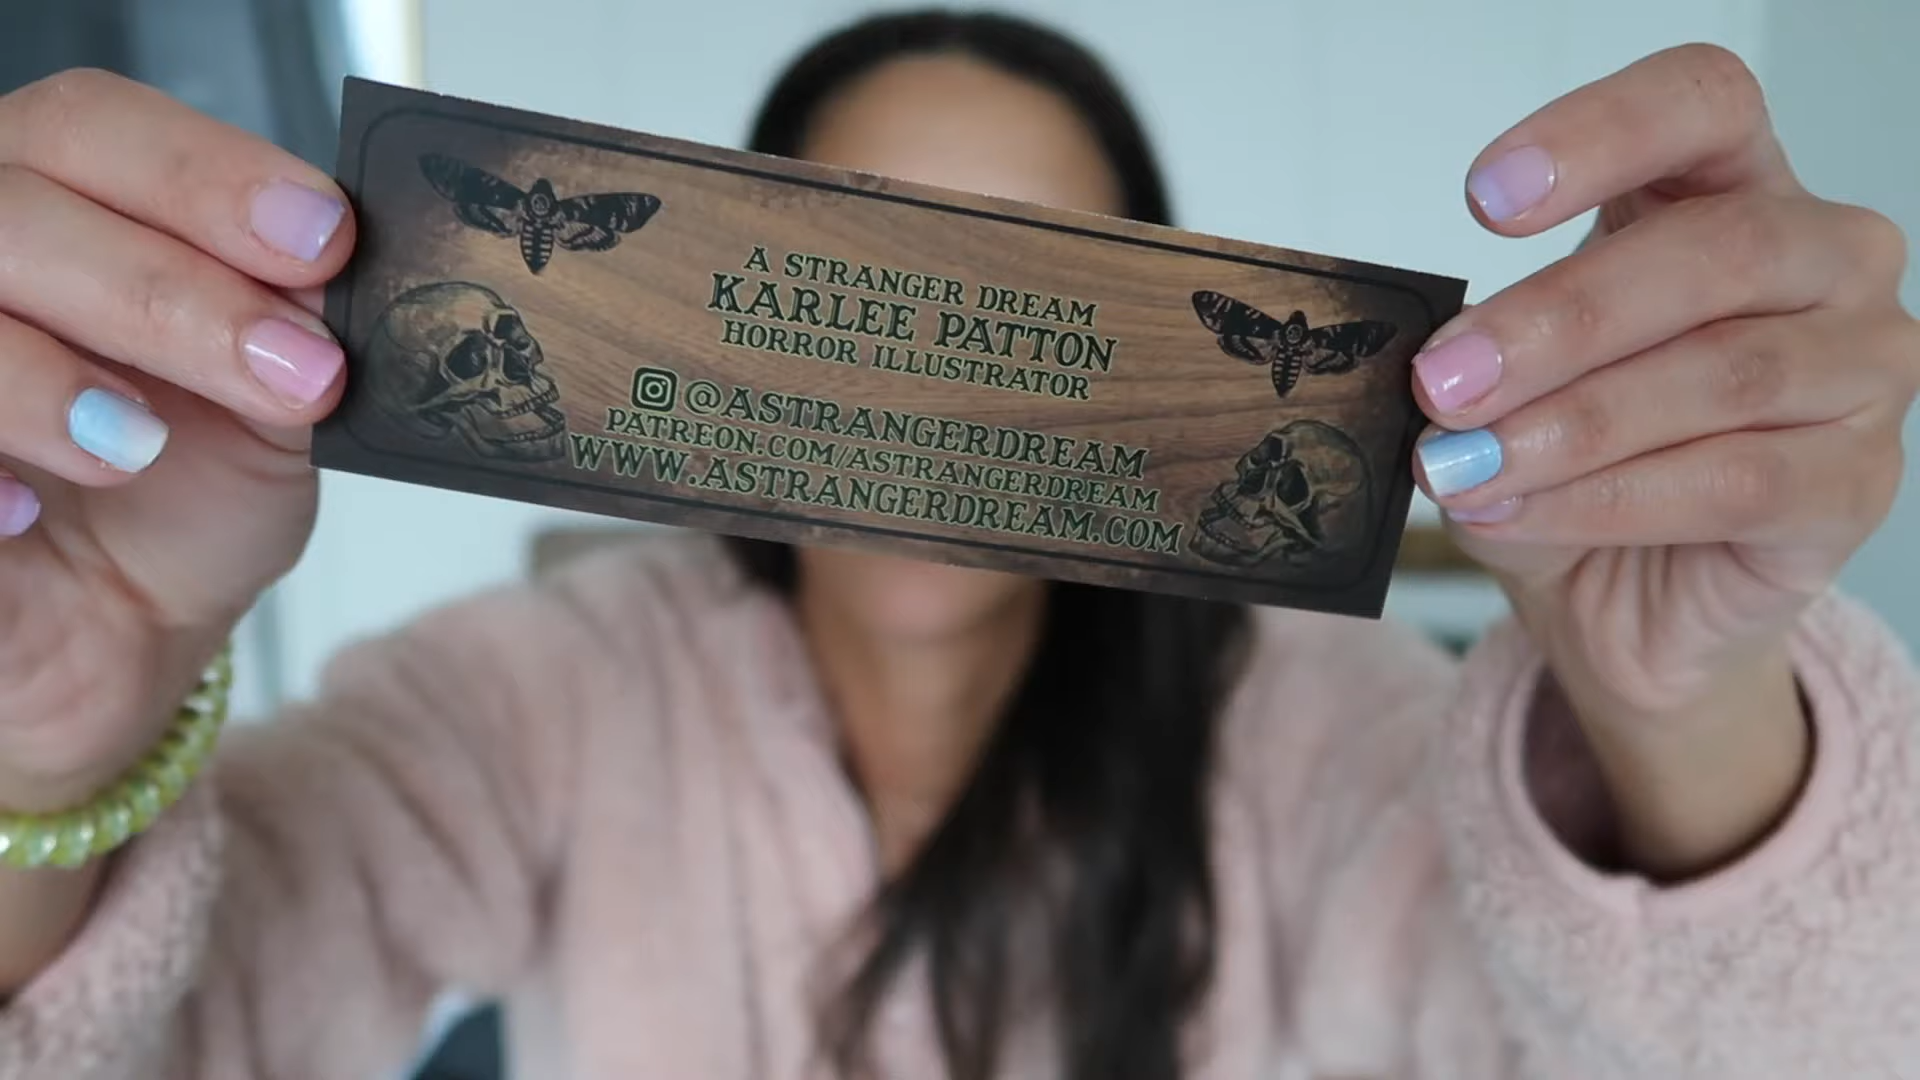 A STRANGER DREAM
KARLEE PATTON
HORROR ILLUSTRATOR
@ASTRANGERDREAM
PATREON.COM/ASTRANGERDREAM
WWW.ASTRANGERDREAM.COM